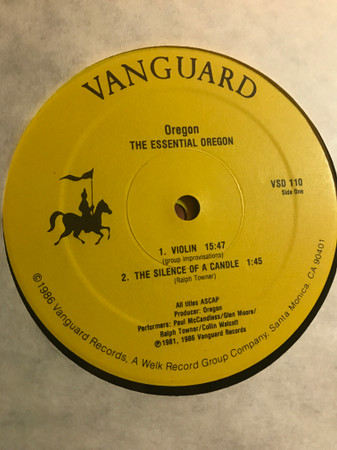 VANGUARD
Oregon
THE ESSENTIAL OREGON
VSD 110
Side One
1. VIOLIN 15:47
(group improvisations)
2. THE SILENCE OF A CANDLE 1:45
(Ralph Towner)
All titles ASCAP
Producer: Oregon
Performers: Paul McCandless/Glen Moore/
Ralph Towner/Collin Walcott
℗1981, 1986 Vanguard Records
©1986 Vanguard Records, A Welk Record Group Company, Santa Monica, CA 90401